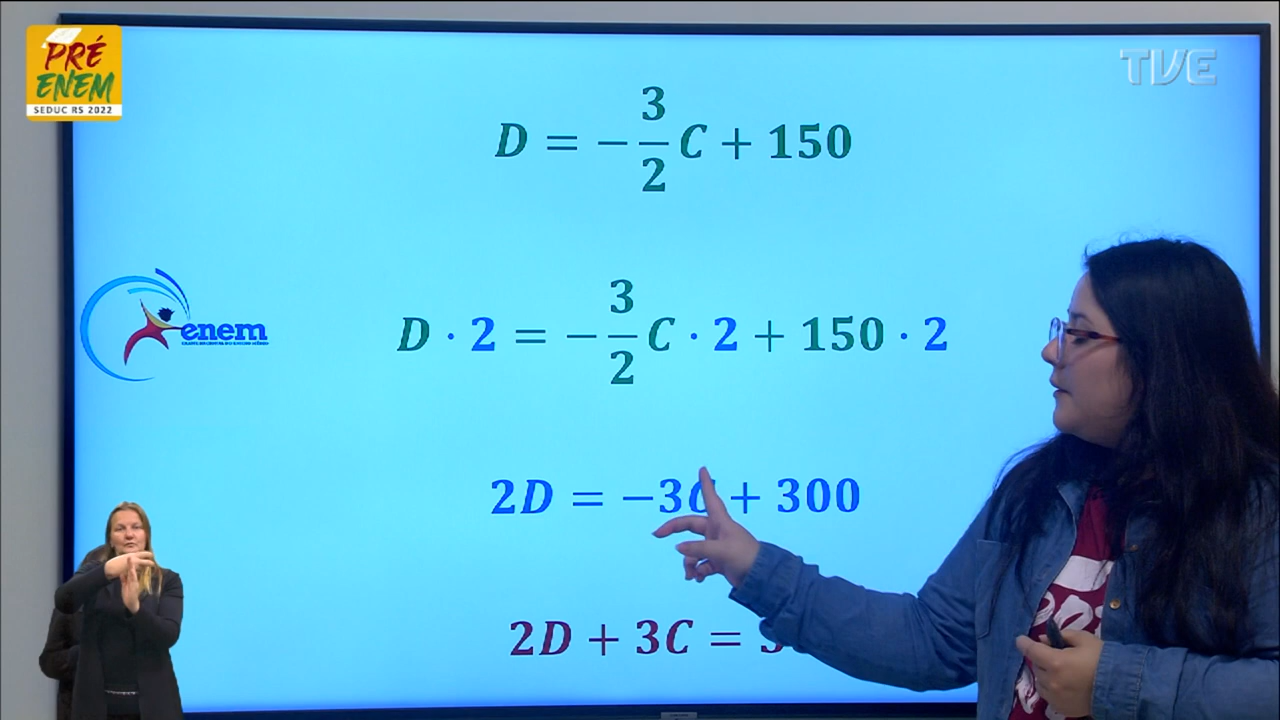 PRÉ
ENEM
SEDUC RS 2022
TVE
D = −3/2 C + 150
enem
D · 2 = −3/2 C · 2 + 150 · 2
2D = −3C + 300
2D + 3C =